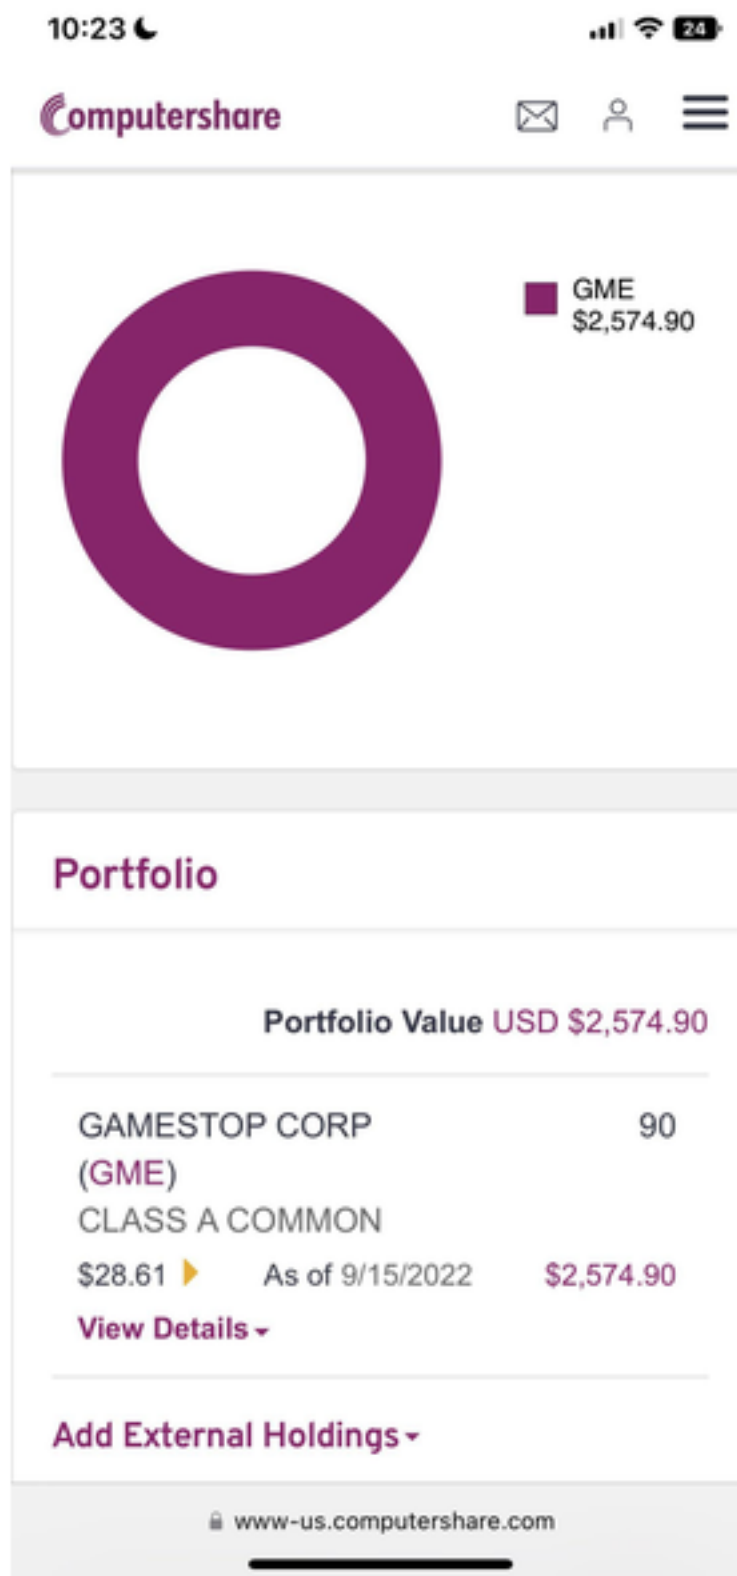 10:23
24
Computershare
GME
$2,574.90
Portfolio
Portfolio Value USD $2,574.90
GAMESTOP CORP 90
(GME)
CLASS A COMMON
$28.61 As of 9/15/2022 $2,574.90
View Details
Add External Holdings
www-us.computershare.com